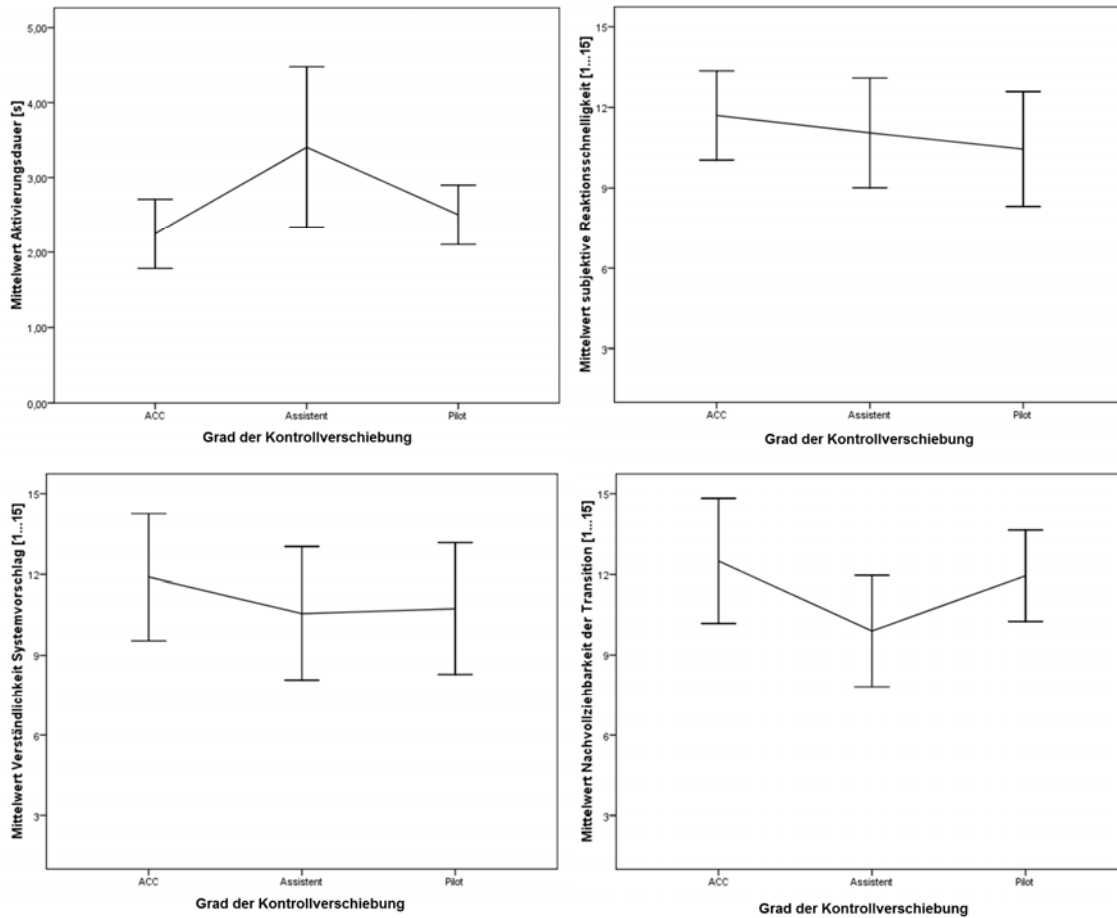 Mittelwert Aktivierungsdauer [s]
5,00
4,00
3,00
2,00
1,00
0,00
ACC
Assistent
Pilot
Grad der Kontrollverschiebung
Mittelwert subjektive Reaktionsschnelligkeit [1...15]
15
12
9
6
3
ACC
Assistent
Pilot
Grad der Kontrollverschiebung
Mittelwert Verständlichkeit Systemvorschlag [1...15]
15
12
9
6
3
ACC
Assistent
Pilot
Grad der Kontrollverschiebung
Mittelwert Nachvollziehbarkeit der Transition [1...15]
15
12
9
6
3
ACC
Assistent
Pilot
Grad der Kontrollverschiebung